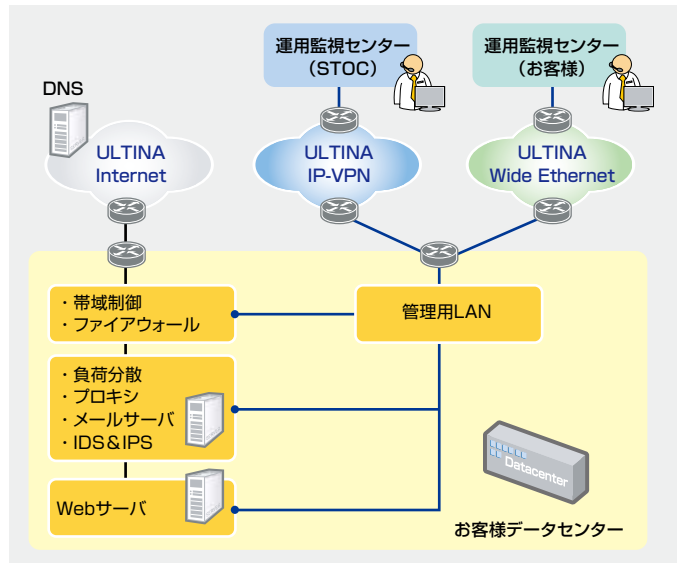 運用監視センター
（STOC）
運用監視センター
（お客様）
DNS
ULTINA
Internet
ULTINA
IP-VPN
ULTINA
Wide Ethernet
・帯域制御
・ファイアウォール
管理用LAN
・負荷分散
・プロキシ
・メールサーバ
・IDS＆IPS
Datacenter
Webサーバ
お客様データセンター